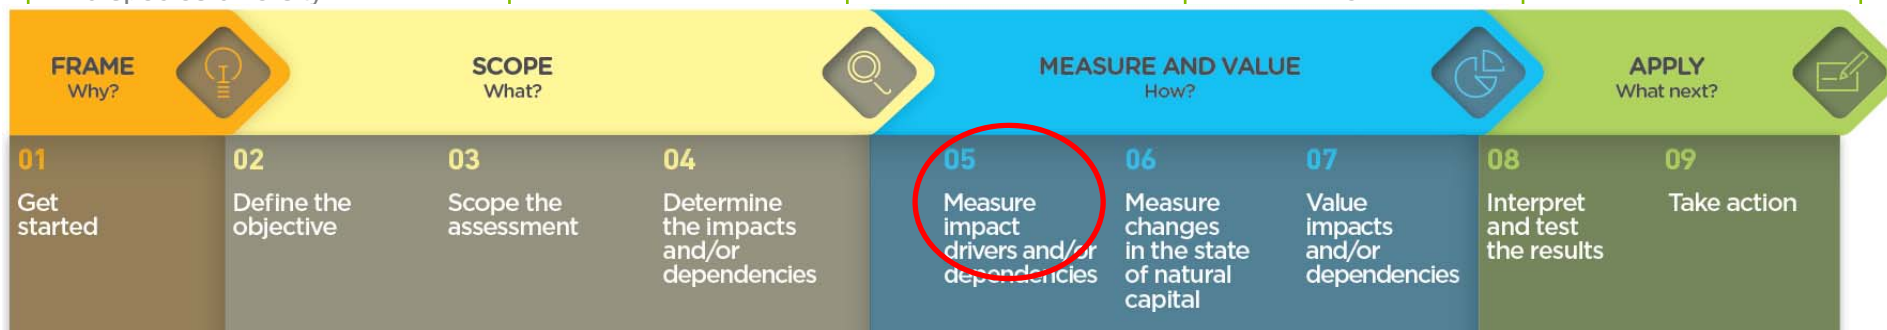 FRAME
Why?
SCOPE
What?
MEASURE AND VALUE
How?
APPLY
What next?
01
Get
started
02
Define the
objective
03
Scope the
assessment
04
Determine
the impacts
and/or
dependencies
05
Measure
impact
drivers and/or
dependencies
06
Measure
changes
in the state
of natural
capital
07
Value
impacts
and/or
dependencies
08
Interpret
and test
the results
09
Take action